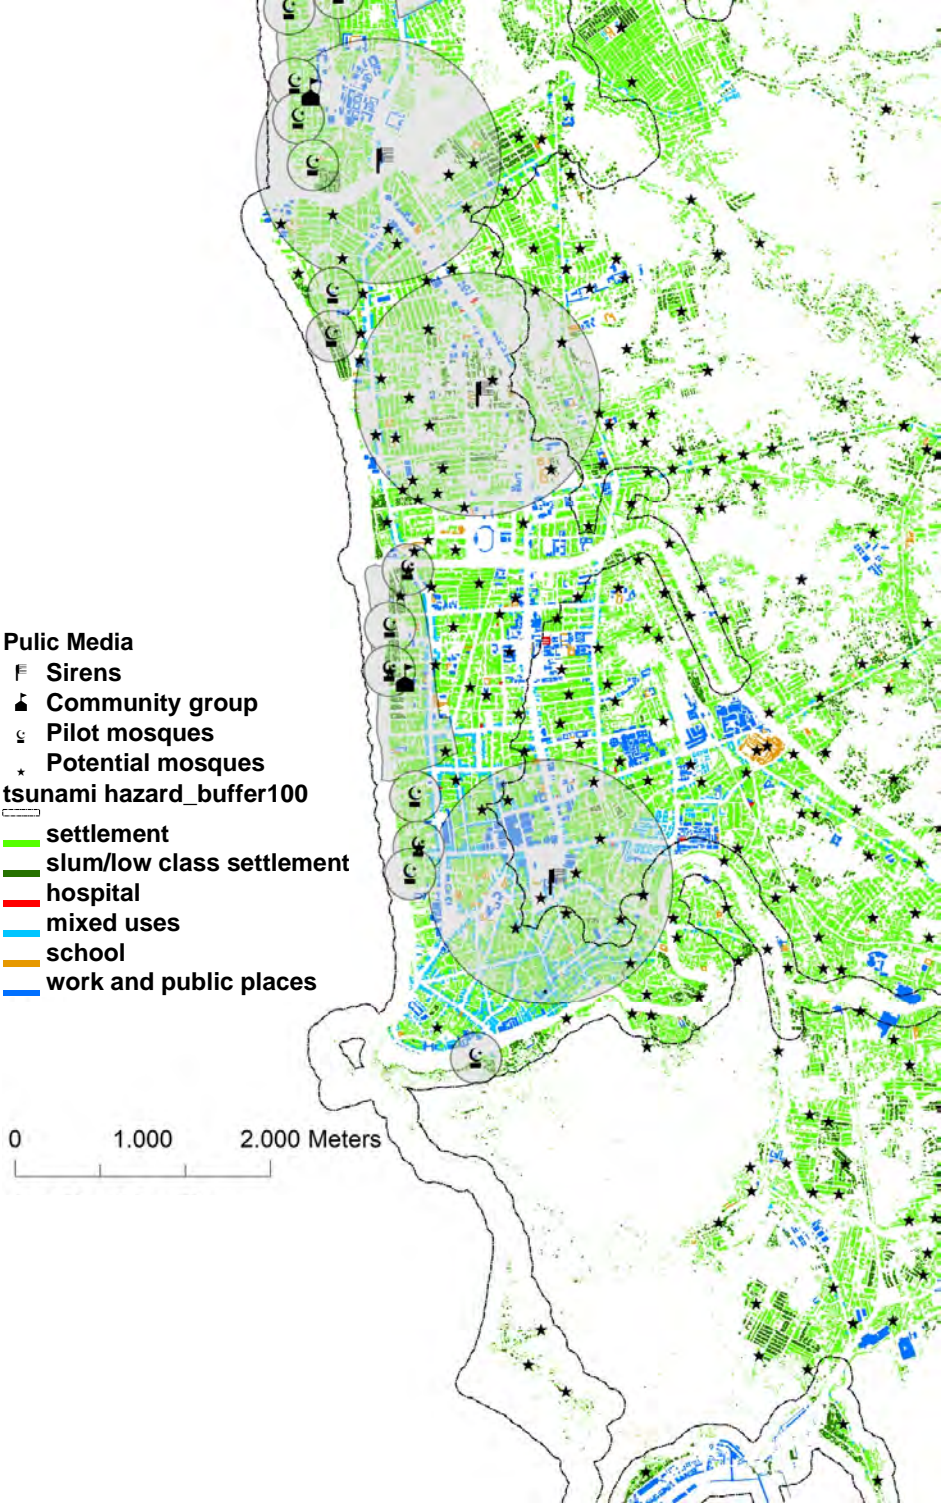 Pulic Media
Sirens
Community group
Pilot mosques
Potential mosques
tsunami hazard_buffer100
settlement
slum/low class settlement
hospital
mixed uses
school
work and public places
0 1.000 2.000 Meters